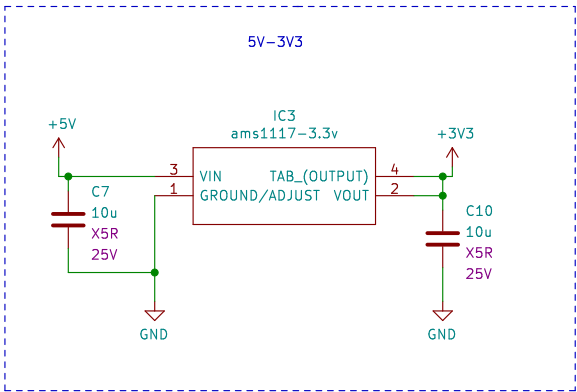 5V-3V3
IC3
ams1117-3.3v
+5V
+3V3
3 VIN TAB_(OUTPUT) 4
1 GROUND/ADJUST VOUT 2
C7
10u
X5R
25V
C10
10u
X5R
25V
GND
GND